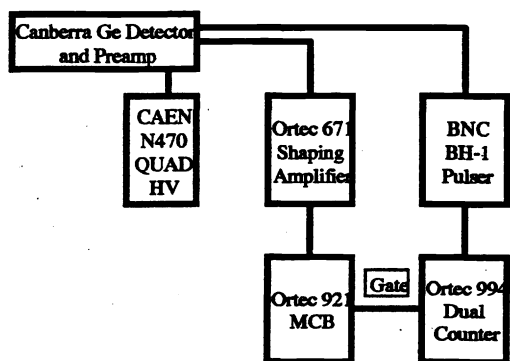 Canberra Ge Detector
and Preamp
CAEN
N470
QUAD
HV
Ortec 671
Shaping
Amplifier
BNC
BH-1
Pulser
Ortec 921
MCB
Gate
Ortec 994
Dual
Counter